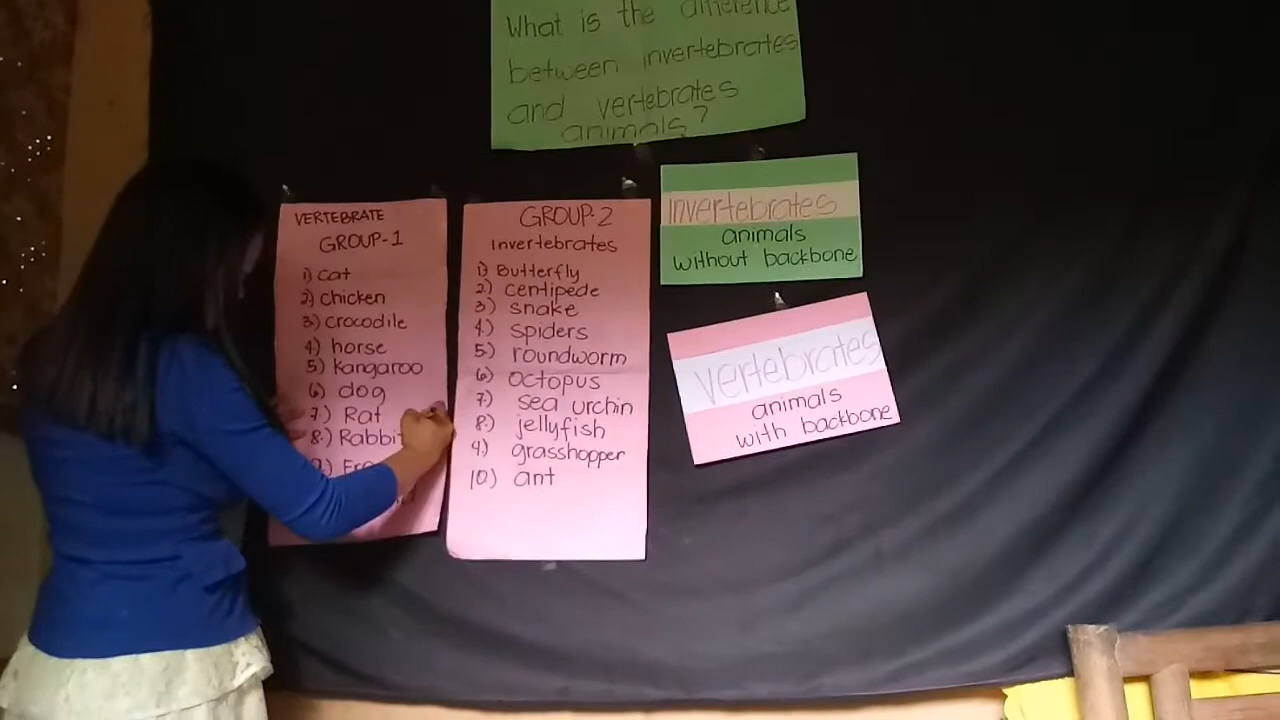 What is the difference
between invertebrates
and vertebrates
animals?
VERTEBRATE
GROUP-1
1) cat
2) chicken
3) crocodile
4) horse
5) kangaroo
6) dog
7.) Rat
8.) Rabbi
GROUP-2
Invertebrates
1) Butterfly
2) centipede
3) snake
4.) spiders
5.) roundworm
6) octopus
7.) sea urchin
8.) jellyfish
9.) grasshopper
10.) ant
Invertebrates
animals
without backbone
vertebrates
animals
with backbone